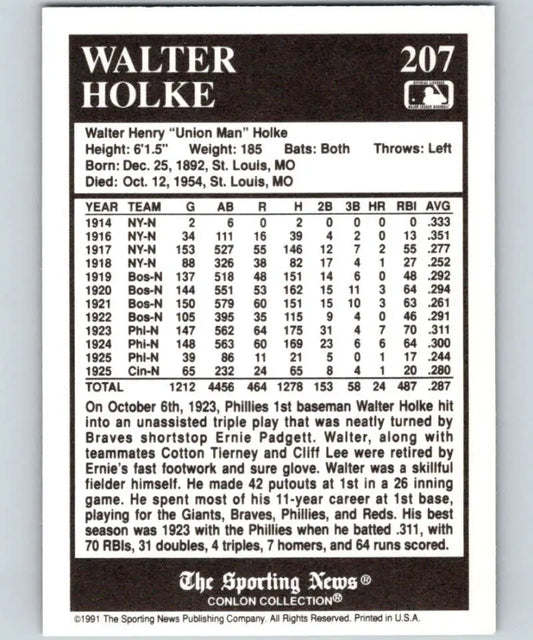 WALTER 207
HOLKE
Walter Henry "Union Man" Holke
Height: 6'1.5" Weight: 185 Bats: Both Throws: Left
Born: Dec. 25, 1892, St. Louis, MO
Died: Oct. 12, 1954, St. Louis, MO
YEAR TEAM G AB R H 2B 3B HR RBI AVG
1914 NY-N 2 6 0 2 0 0 0 0 .333
1916 NY-N 34 111 16 39 4 2 0 13 .351
1917 NY-N 153 527 55 146 12 7 2 55 .277
1918 NY-N 88 326 38 82 17 4 1 27 .252
1919 Bos-N 137 518 48 151 14 6 0 48 .292
1920 Bos-N 144 551 53 162 15 11 3 64 .294
1921 Bos-N 150 579 60 151 15 10 3 63 .261
1922 Bos-N 105 395 35 115 9 4 0 46 .291
1923 Phi-N 147 562 64 175 31 4 7 70 .311
1924 Phi-N 148 563 60 169 23 6 6 64 .300
1925 Phi-N 39 86 11 21 5 0 1 17 .244
1925 Cin-N 65 232 24 65 8 4 1 20 .280
TOTAL 1212 4456 464 1278 153 58 24 487 .287
On October 6th, 1923, Phillies 1st baseman Walter Holke hit
into an unassisted triple play that was neatly turned by
Braves shortstop Ernie Padgett. Walter, along with
teammates Cotton Tierney and Cliff Lee were retired by
Ernie's fast footwork and sure glove. Walter was a skillful
fielder himself. He made 42 putouts at 1st in a 26 inning
game. He spent most of his 11-year career at 1st base,
playing for the Giants, Braves, Phillies, and Reds. His best
season was 1923 with the Phillies when he batted .311, with
70 RBIs, 31 doubles, 4 triples, 7 homers, and 64 runs scored.
The Sporting News®
CONLON COLLECTION®
©1991 The Sporting News Publishing Company. All Rights Reserved. Printed in U.S.A.